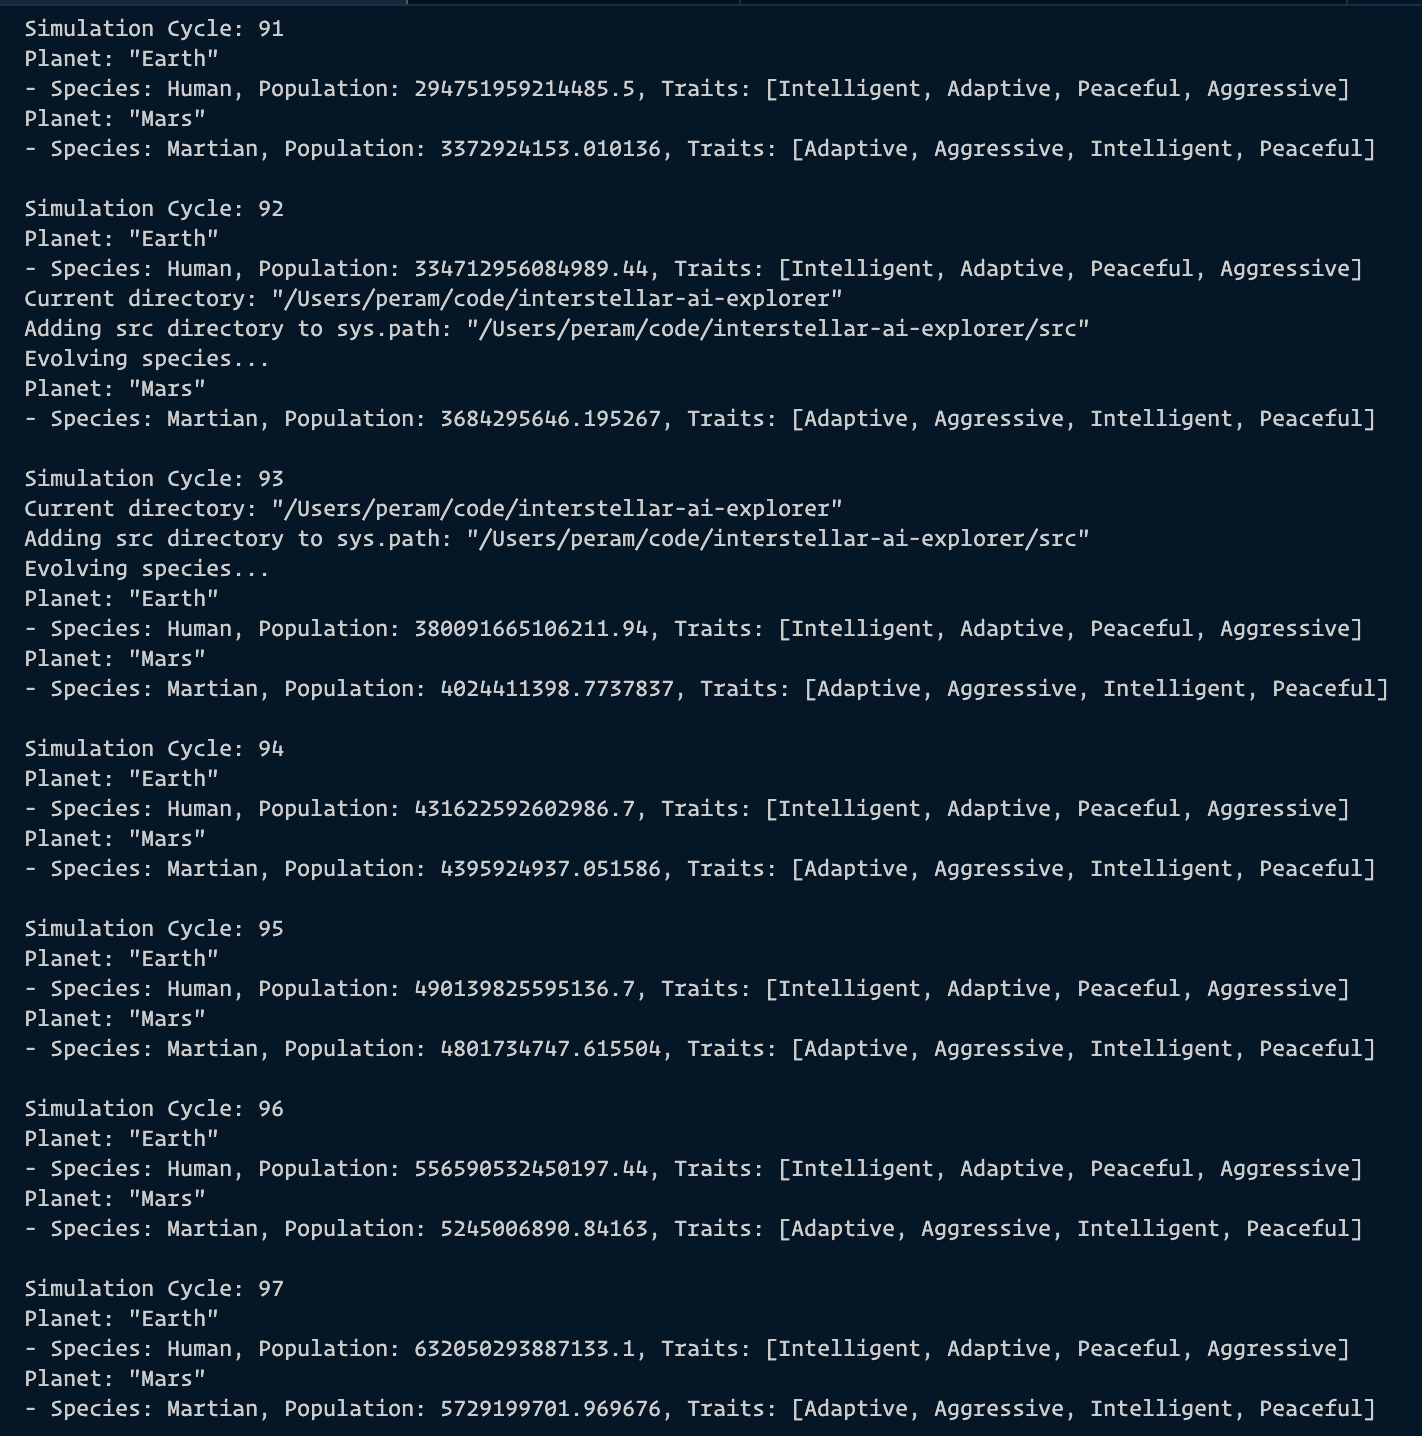 Simulation Cycle: 91
Planet: "Earth"
- Species: Human, Population: 294751959214485.5, Traits: [Intelligent, Adaptive, Peaceful, Aggressive]
Planet: "Mars"
- Species: Martian, Population: 3372924153.010136, Traits: [Adaptive, Aggressive, Intelligent, Peaceful]

Simulation Cycle: 92
Planet: "Earth"
- Species: Human, Population: 334712956084989.44, Traits: [Intelligent, Adaptive, Peaceful, Aggressive]
Current directory: "/Users/peram/code/interstellar-ai-explorer"
Adding src directory to sys.path: "/Users/peram/code/interstellar-ai-explorer/src"
Evolving species...
Planet: "Mars"
- Species: Martian, Population: 3684295646.195267, Traits: [Adaptive, Aggressive, Intelligent, Peaceful]

Simulation Cycle: 93
Current directory: "/Users/peram/code/interstellar-ai-explorer"
Adding src directory to sys.path: "/Users/peram/code/interstellar-ai-explorer/src"
Evolving species...
Planet: "Earth"
- Species: Human, Population: 380091665106211.94, Traits: [Intelligent, Adaptive, Peaceful, Aggressive]
Planet: "Mars"
- Species: Martian, Population: 4024411398.7737837, Traits: [Adaptive, Aggressive, Intelligent, Peaceful]

Simulation Cycle: 94
Planet: "Earth"
- Species: Human, Population: 431622592602986.7, Traits: [Intelligent, Adaptive, Peaceful, Aggressive]
Planet: "Mars"
- Species: Martian, Population: 4395924937.051586, Traits: [Adaptive, Aggressive, Intelligent, Peaceful]

Simulation Cycle: 95
Planet: "Earth"
- Species: Human, Population: 490139825595136.7, Traits: [Intelligent, Adaptive, Peaceful, Aggressive]
Planet: "Mars"
- Species: Martian, Population: 4801734747.615504, Traits: [Adaptive, Aggressive, Intelligent, Peaceful]

Simulation Cycle: 96
Planet: "Earth"
- Species: Human, Population: 556590532450197.44, Traits: [Intelligent, Adaptive, Peaceful, Aggressive]
Planet: "Mars"
- Species: Martian, Population: 5245006890.84163, Traits: [Adaptive, Aggressive, Intelligent, Peaceful]

Simulation Cycle: 97
Planet: "Earth"
- Species: Human, Population: 632050293887133.1, Traits: [Intelligent, Adaptive, Peaceful, Aggressive]
Planet: "Mars"
- Species: Martian, Population: 5729199701.969676, Traits: [Adaptive, Aggressive, Intelligent, Peaceful]